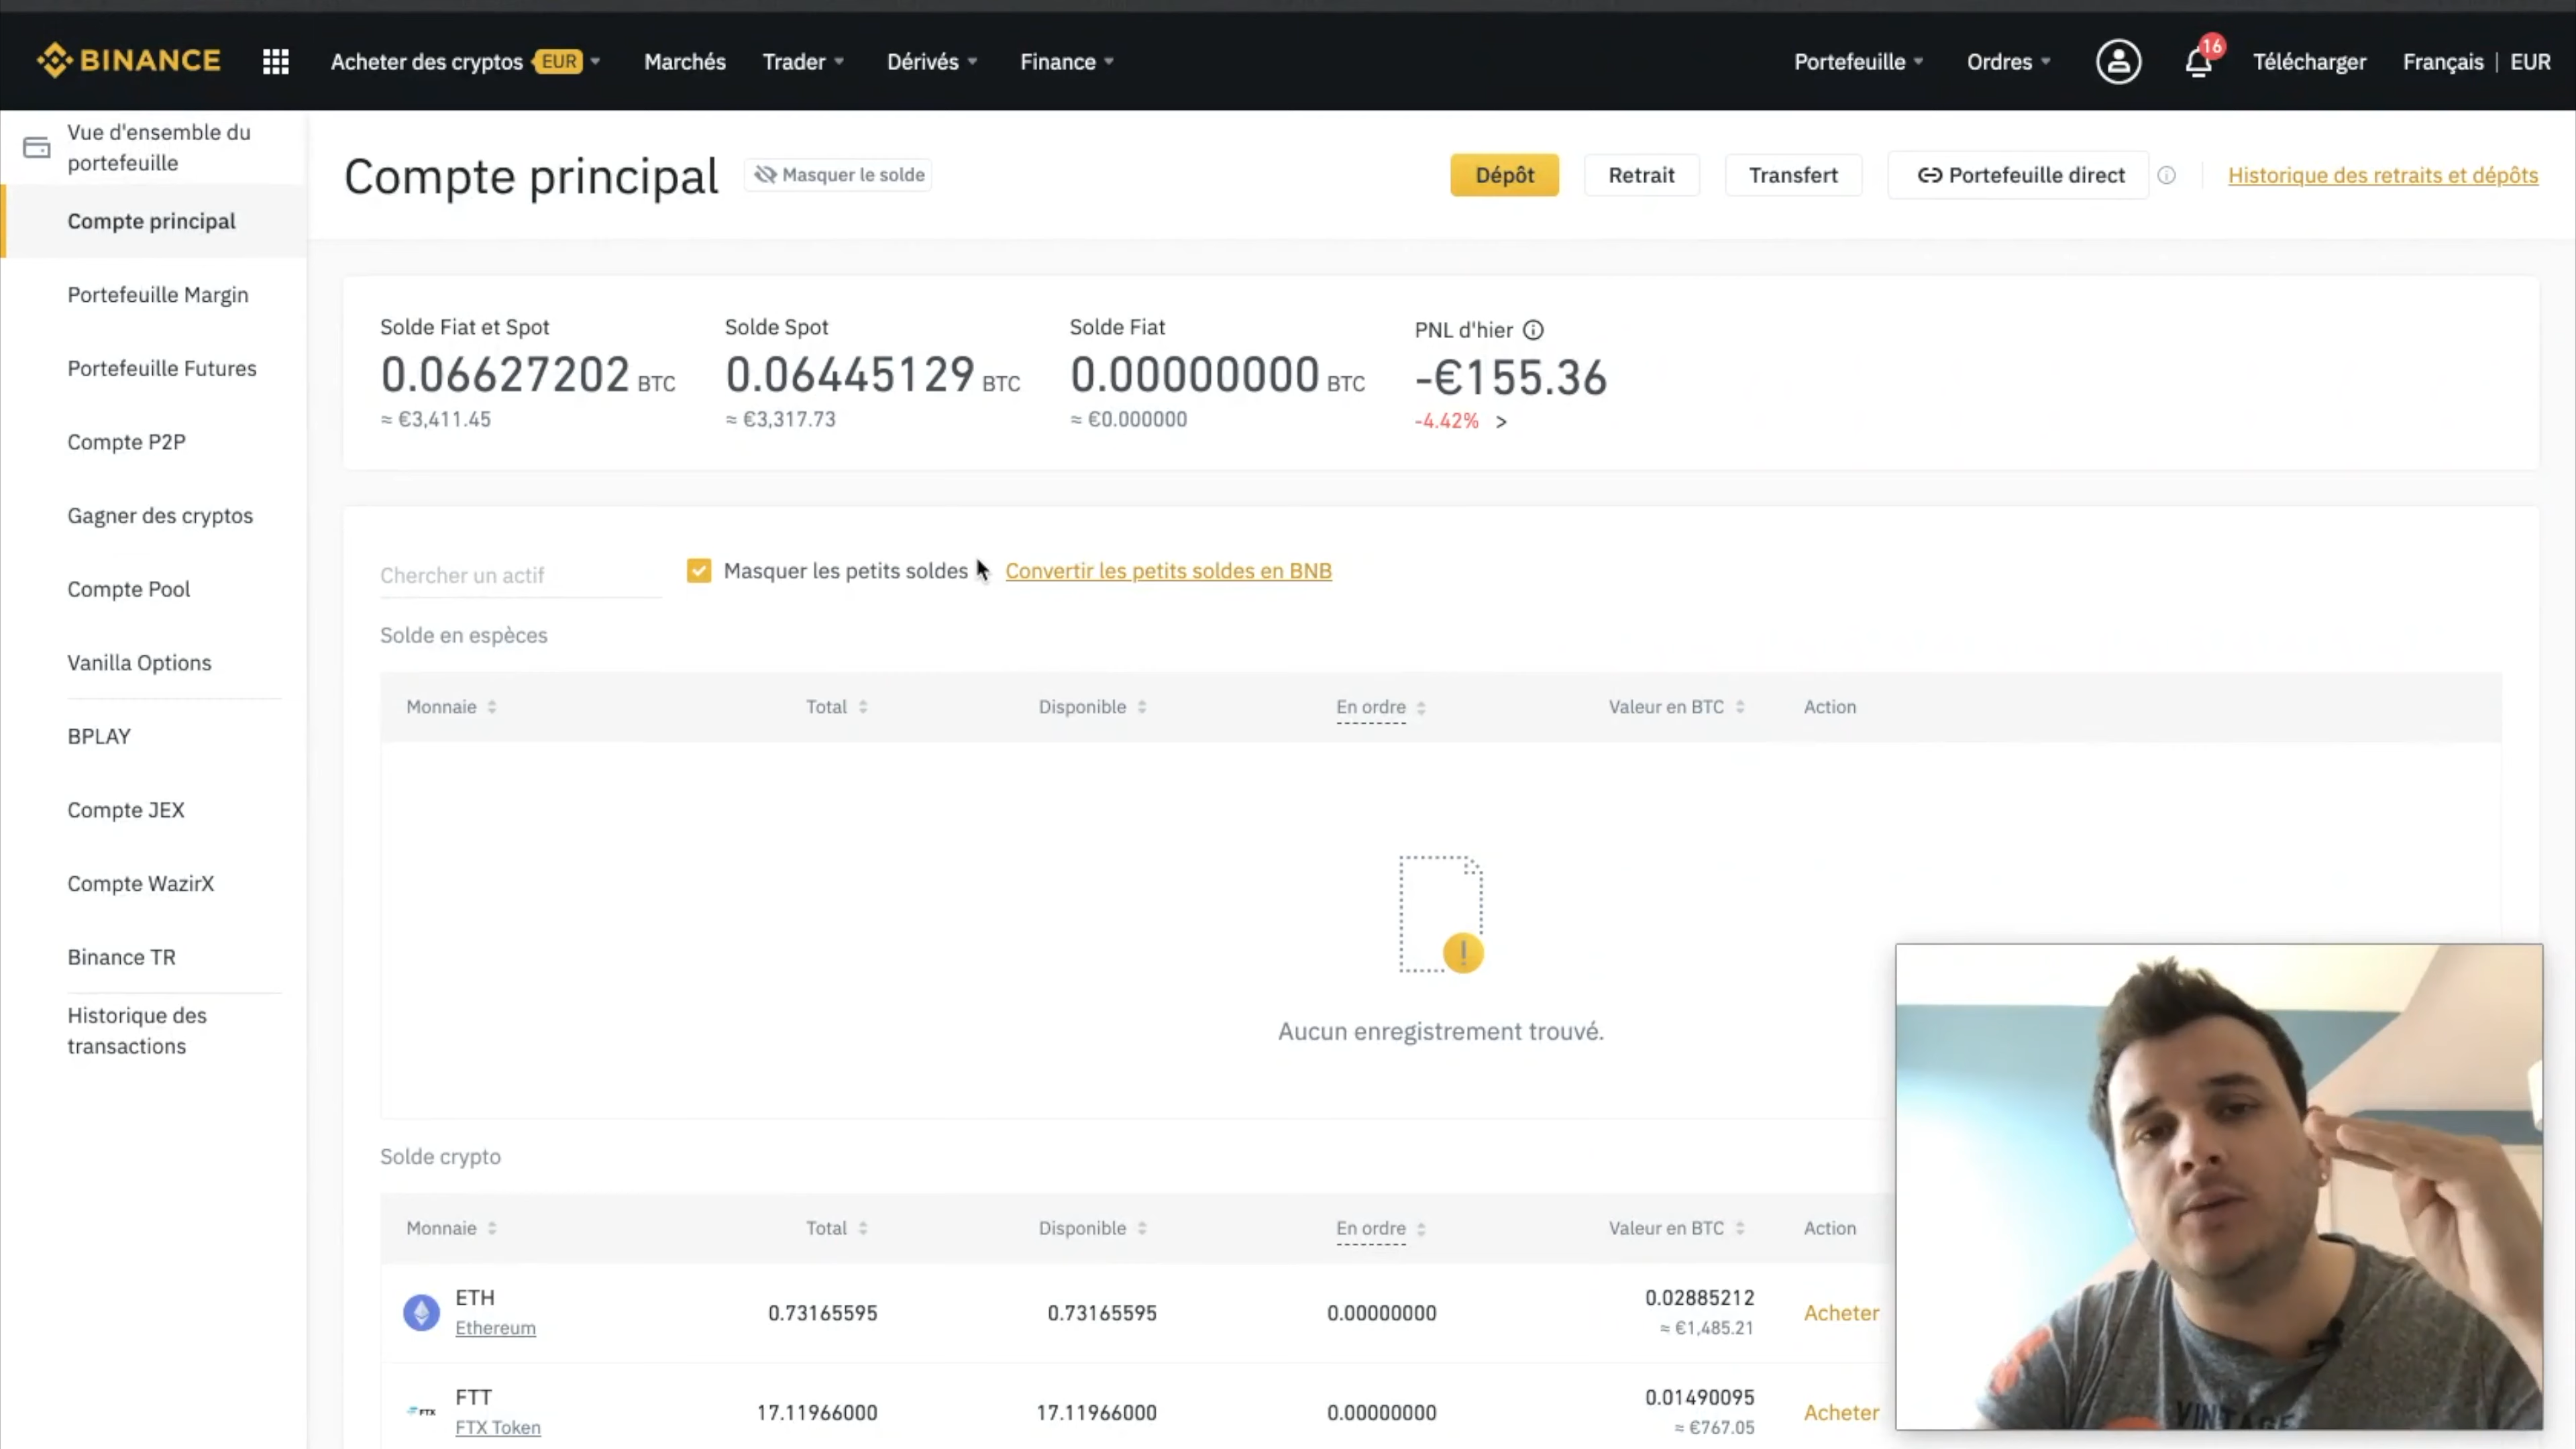 BINANCE
Acheter des cryptos EUR
Marchés
Trader
Dérivés
Finance
Portefeuille
Ordres
16
Télécharger
Français | EUR
Vue d'ensemble du
portefeuille
Compte principal
Portefeuille Margin
Portefeuille Futures
Compte P2P
Gagner des cryptos
Compte Pool
Vanilla Options
BPLAY
Compte JEX
Compte WazirX
Binance TR
Historique des
transactions
Compte principal
Masquer le solde
Dépôt
Retrait
Transfert
Portefeuille direct
Historique des retraits et dépôts
Solde Fiat et Spot
0.06627202 BTC
≈ €3,411.45
Solde Spot
0.06445129 BTC
≈ €3,317.73
Solde Fiat
0.00000000 BTC
≈ €0.000000
PNL d'hier
-€155.36
-4.42% >
Chercher un actif
Masquer les petits soldes
Convertir les petits soldes en BNB
Solde en espèces
Monnaie Total Disponible En ordre Valeur en BTC Action
Aucun enregistrement trouvé.
Solde crypto
Monnaie Total Disponible En ordre Valeur en BTC Action
ETH
Ethereum
0.73165595 0.73165595 0.00000000
0.02885212
≈ €1,485.21
Acheter
FTX
FTT
FTX Token
17.11966000 17.11966000 0.00000000
0.01490095
≈ €767.05
Acheter
VINTAGE